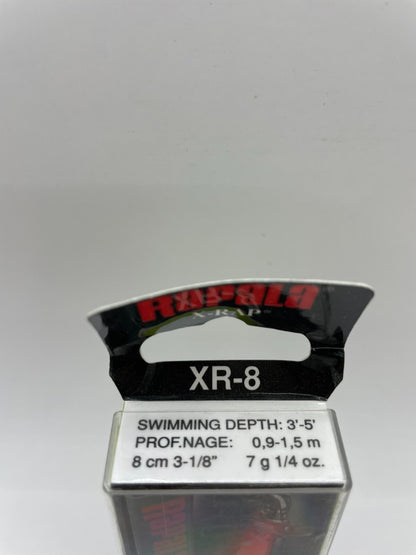 RAPALA
X-RAP®
XR-8
SWIMMING DEPTH: 3'-5'
PROF.NAGE: 0,9-1,5 m
8 cm 3-1/8" 7 g 1/4 oz.